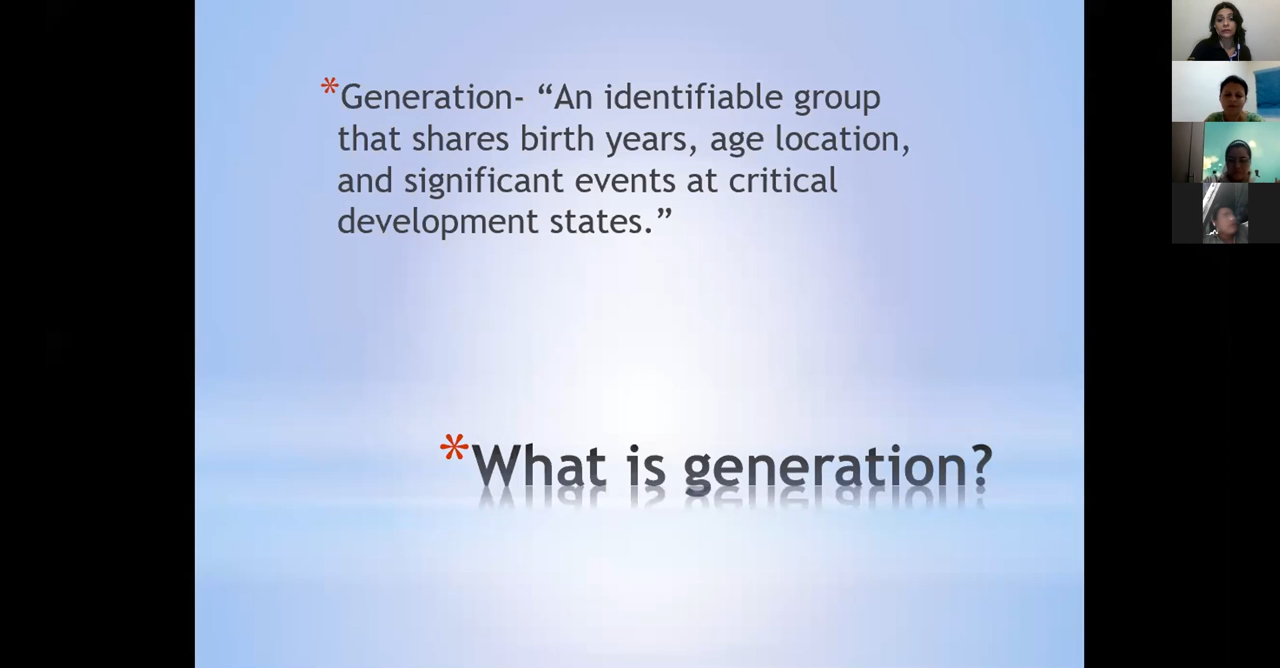 *Generation- “An identifiable group
that shares birth years, age location,
and significant events at critical
development states.”
*What is generation?